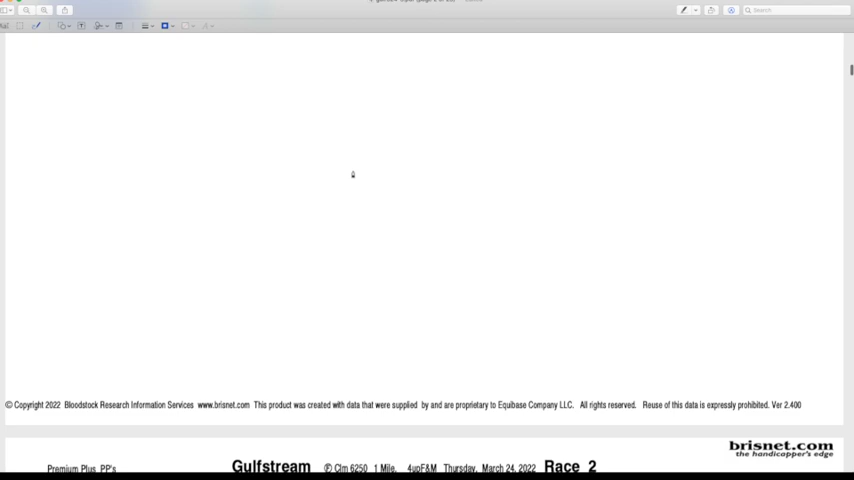 Search
© Copyright 2022 Bloodstock Research Information Services www.brisnet.com This product was created with data that were supplied by and are proprietary to Equibase Company LLC. All rights reserved. Reuse of this data is expressly prohibited. Ver 2.400
brisnet.com
the handicapper's edge
Premium Plus PP's Gulfstream Ⓕ Clm 6250 1 Mile. 4upF&M Thursday, March 24, 2022 Race 2